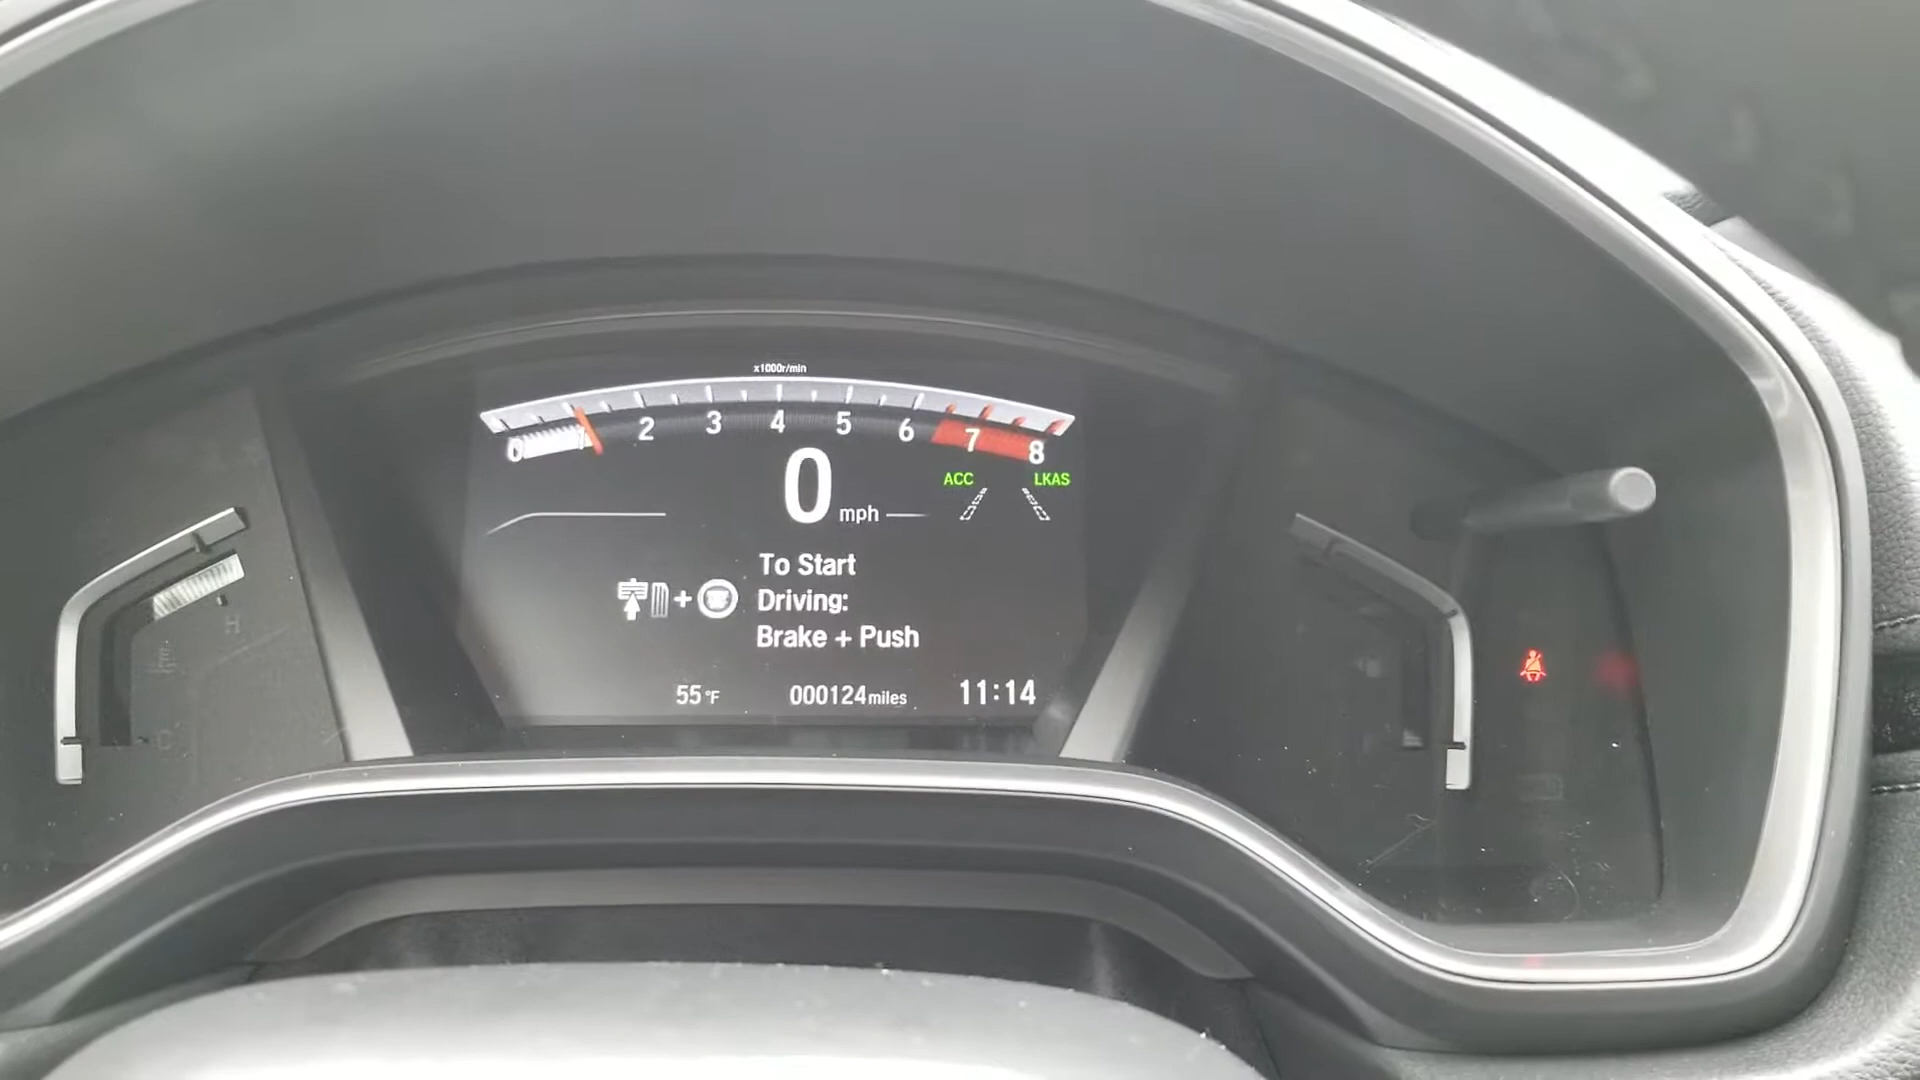 x1000r/min
0 1 2 3 4 5 6 7 8
0 mph
ACC LKAS
To Start
Driving:
Brake + Push
55°F 000124miles 11:14
H
C